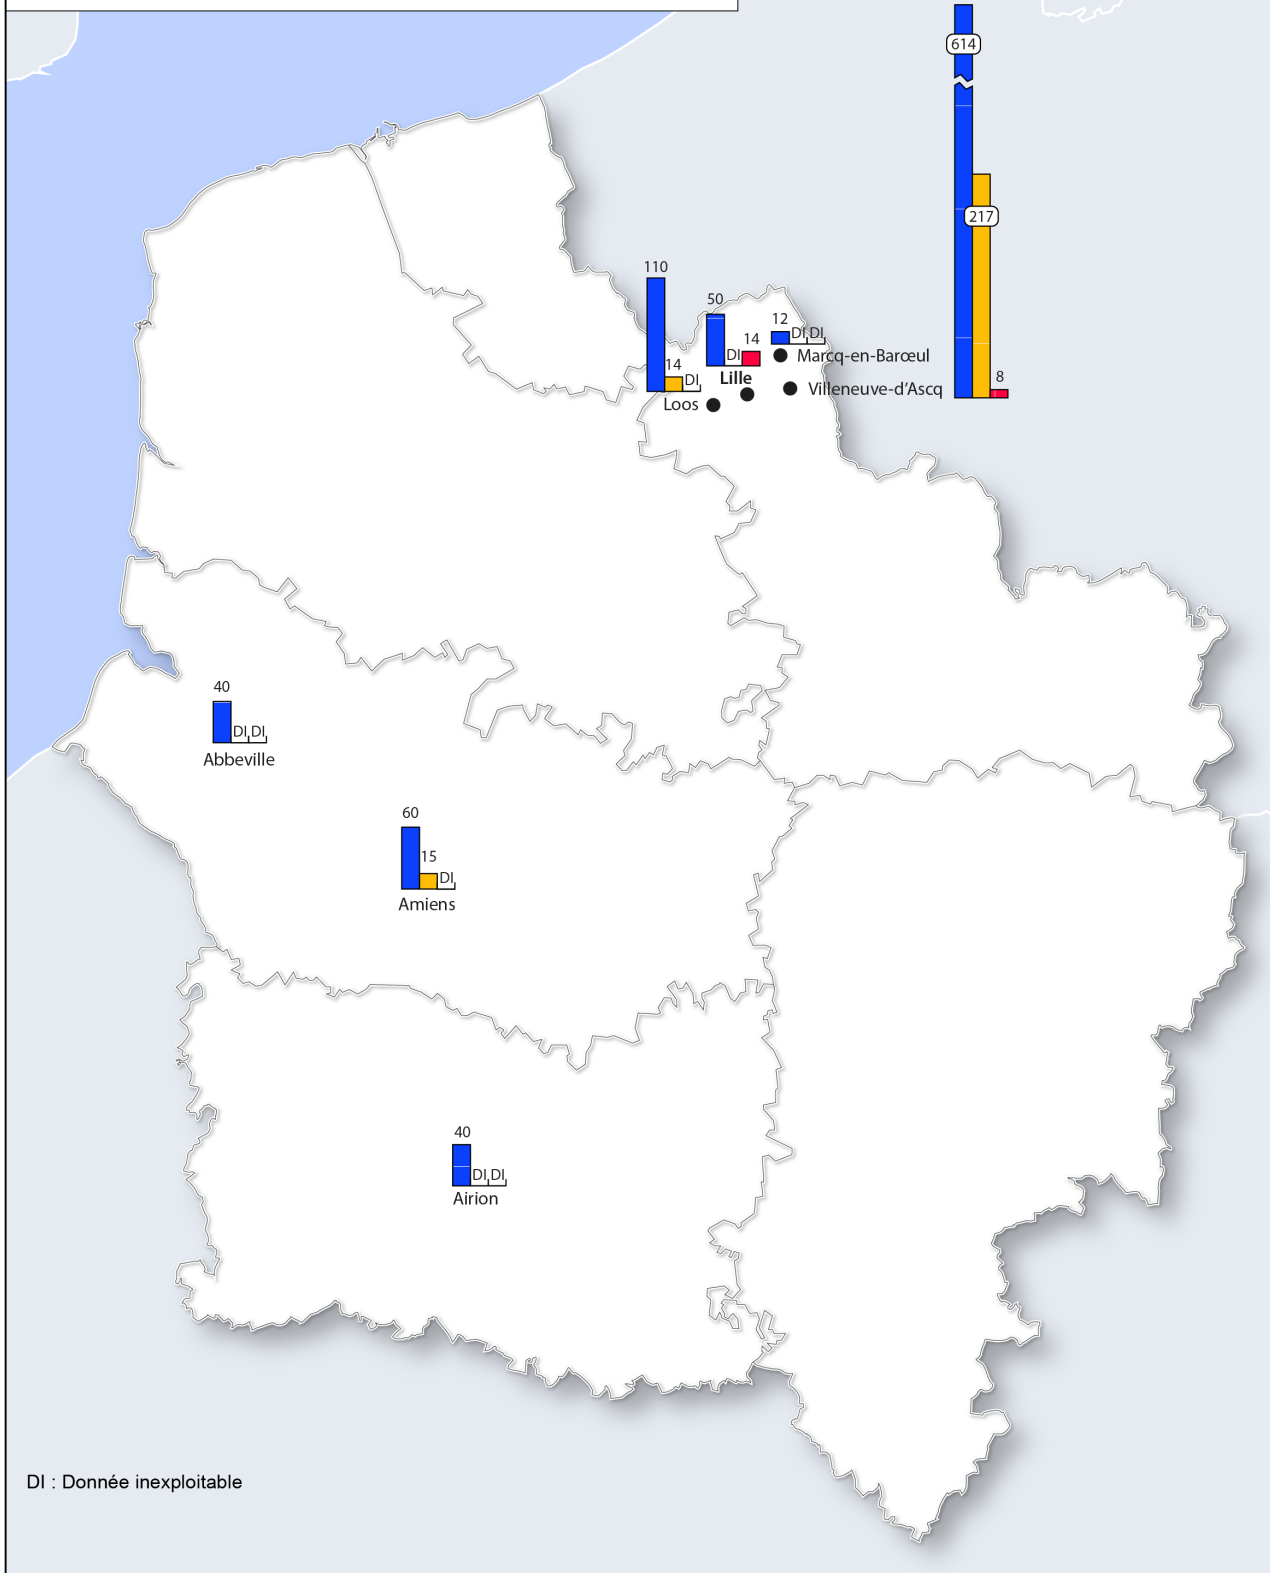 614
217
8
110
14
DI
50
DI
14
12
DI DI
Marcq-en-Barœul
Lille
Villeneuve-d'Ascq
Loos
40
DI DI
Abbeville
60
15
DI
Amiens
40
DI DI
Airion
DI : Donnée inexploitable